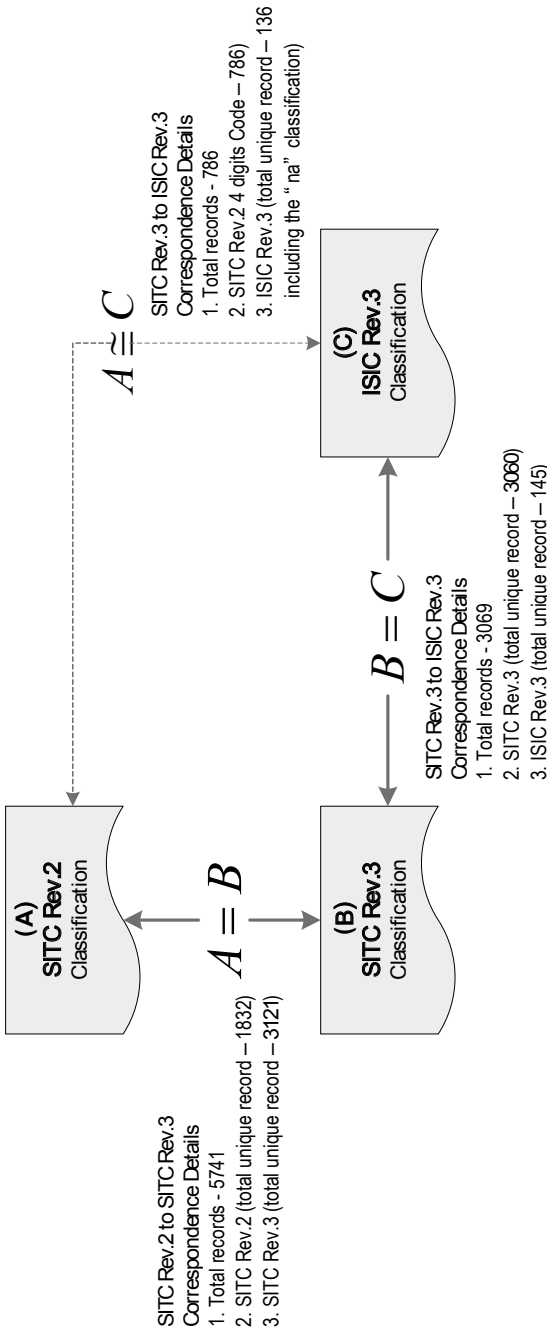 (A)
SITC Rev.2
Classification
SITC Rev.2 to SITC Rev.3
Correspondence Details
1. Total records - 5741
2. SITC Rev.2 (total unique record – 1832)
3. SITC Rev.3 (total unique record – 3121)
A = B
A ≅ C
SITC Rev.3 to ISIC Rev.3
Correspondence Details
1. Total records - 786
2. SITC Rev.2 4 digits Code – 786)
3. ISIC Rev.3 (total unique record – 136
including the “na” classification)
(B)
SITC Rev.3
Classification
B = C
SITC Rev.3 to ISIC Rev.3
Correspondence Details
1. Total records - 3069
2. SITC Rev.3 (total unique record – 3060)
3. ISIC Rev.3 (total unique record – 145)
(C)
ISIC Rev.3
Classification